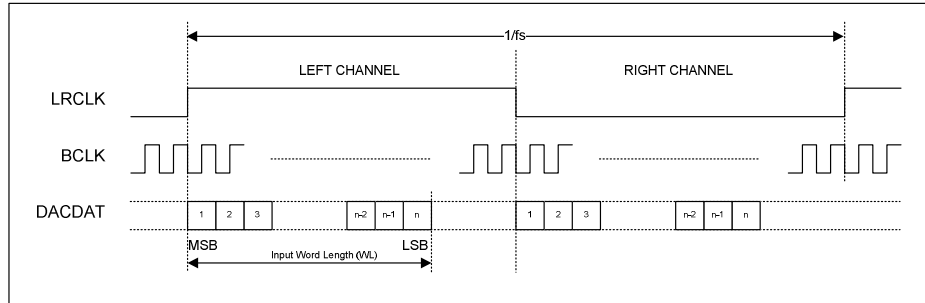 1/fs
LEFT CHANNEL RIGHT CHANNEL
LRCLK
BCLK
DACDAT 1 2 3 n-2 n-1 n 1 2 3 n-2 n-1 n
MSB LSB
Input Word Length (WL)